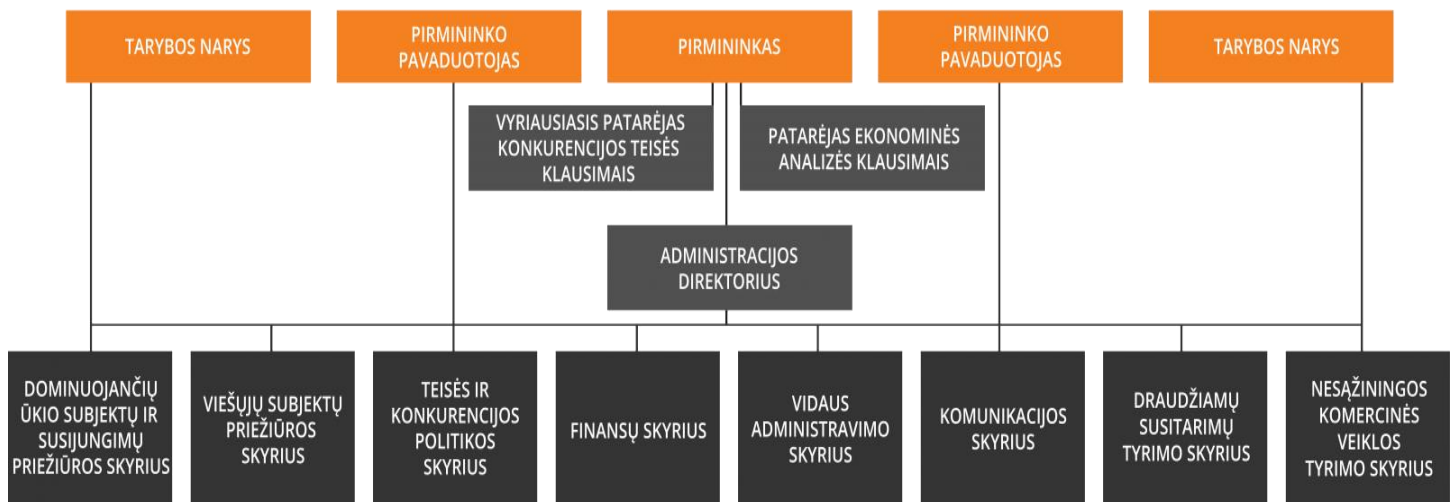 TARYBOS NARYS
PIRMININKO
PAVADUOTOJAS
PIRMININKAS
PIRMININKO
PAVADUOTOJAS
TARYBOS NARYS
VYRIAUSIASIS PATARĖJAS
KONKURENCIJOS TEISĖS
KLAUSIMAIS
PATARĖJAS EKONOMINĖS
ANALIZĖS KLAUSIMAIS
ADMINISTRACIJOS
DIREKTORIUS
DOMINUOJANČIŲ
ŪKIO SUBJEKTŲ IR
SUSIJUNGIMŲ
PRIEŽIŪROS SKYRIUS
VIEŠŲJŲ SUBJEKTŲ
PRIEŽIŪROS
SKYRIUS
TEISĖS IR
KONKURENCIJOS
POLITIKOS
SKYRIUS
FINANSŲ SKYRIUS
VIDAUS
ADMINISTRAVIMO
SKYRIUS
KOMUNIKACIJOS
SKYRIUS
DRAUDŽIAMŲ
SUSITARIMŲ
TYRIMO SKYRIUS
NESĄŽININGOS
KOMERCINĖS
VEIKLOS
TYRIMO SKYRIUS